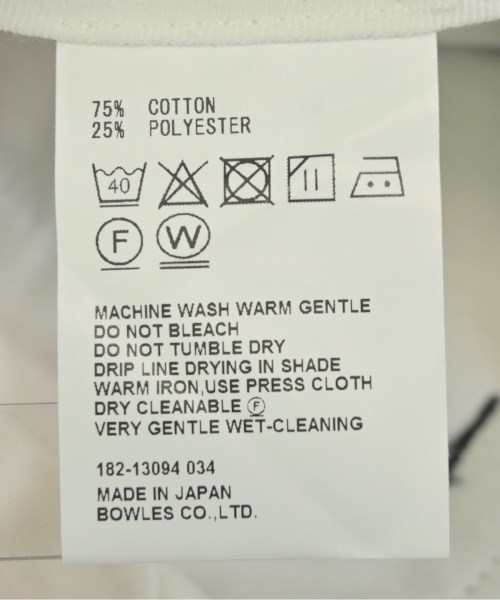 75% COTTON
25% POLYESTER
40
F W
MACHINE WASH WARM GENTLE
DO NOT BLEACH
DO NOT TUMBLE DRY
DRIP LINE DRYING IN SHADE
WARM IRON,USE PRESS CLOTH
DRY CLEANABLE Ⓕ
VERY GENTLE WET-CLEANING
182-13094 034
MADE IN JAPAN
BOWLES CO.,LTD.